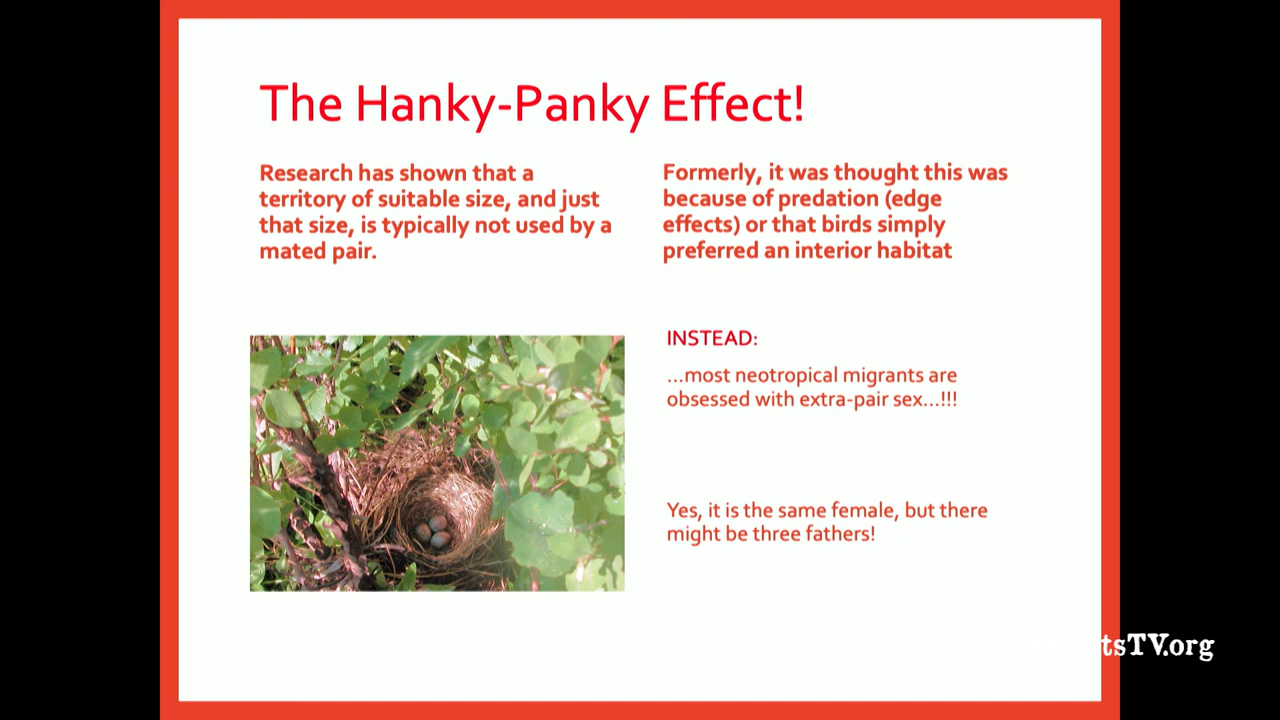 The Hanky-Panky Effect!
Research has shown that a
territory of suitable size, and just
that size, is typically not used by a
mated pair.
Formerly, it was thought this was
because of predation (edge
effects) or that birds simply
preferred an interior habitat
INSTEAD:
...most neotropical migrants are
obsessed with extra-pair sex...!!!
Yes, it is the same female, but there
might be three fathers!
tsTV.org